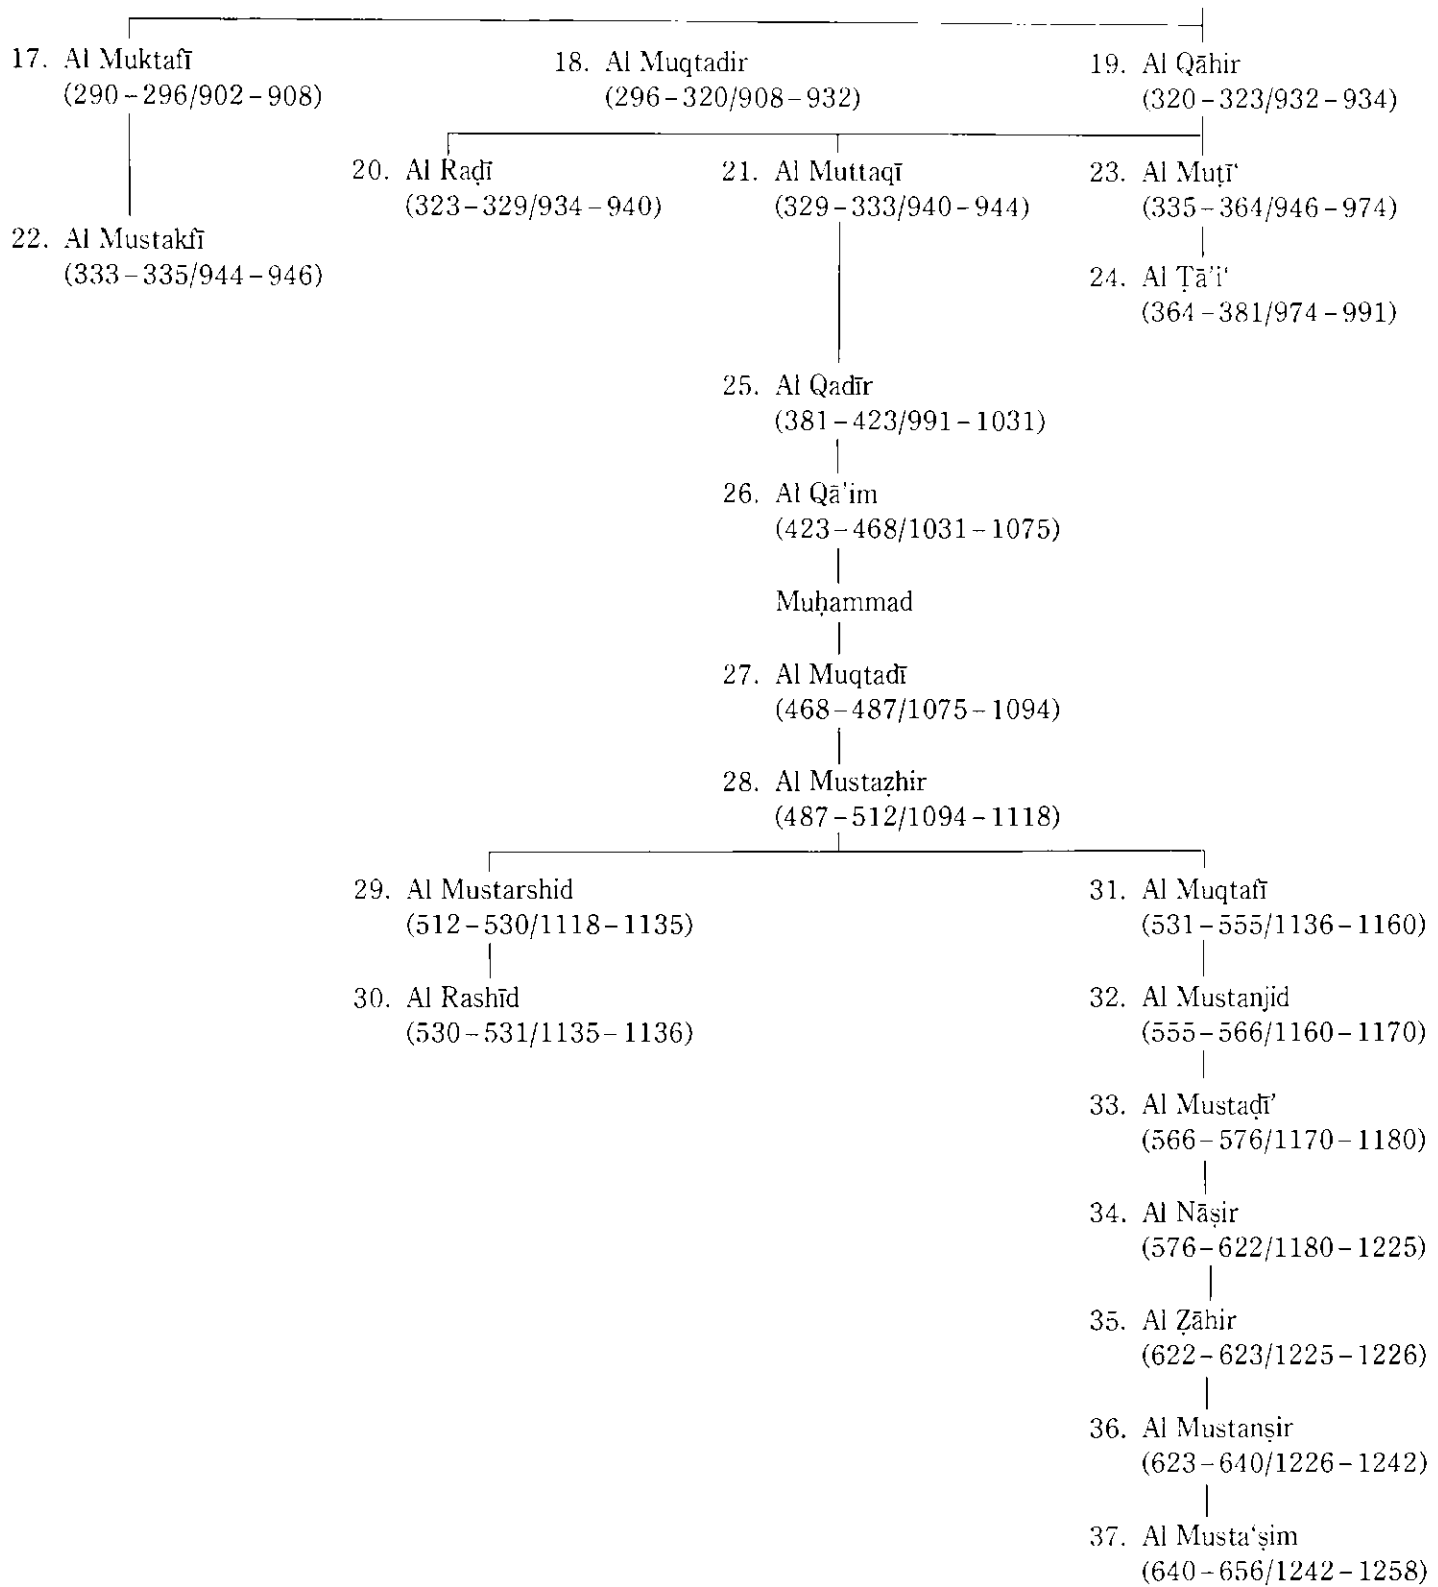 17. Al Muktafī
(290–296/902–908)
18. Al Muqtadir
(296–320/908–932)
19. Al Qāhir
(320–323/932–934)
20. Al Raḍī
(323–329/934–940)
21. Al Muttaqī
(329–333/940–944)
23. Al Muṭī‘
(335–364/946–974)
22. Al Mustakfī
(333–335/944–946)
24. Al Ṭā’i‘
(364–381/974–991)
25. Al Qadīr
(381–423/991–1031)
26. Al Qā’im
(423–468/1031–1075)
Muḥammad
27. Al Muqtadī
(468–487/1075–1094)
28. Al Mustaẓhir
(487–512/1094–1118)
29. Al Mustarshid
(512–530/1118–1135)
31. Al Muqtafī
(531–555/1136–1160)
30. Al Rashīd
(530–531/1135–1136)
32. Al Mustanjid
(555–566/1160–1170)
33. Al Mustaḍī’
(566–576/1170–1180)
34. Al Nāṣir
(576–622/1180–1225)
35. Al Ẓāhir
(622–623/1225–1226)
36. Al Mustanṣir
(623–640/1226–1242)
37. Al Musta‘ṣim
(640–656/1242–1258)